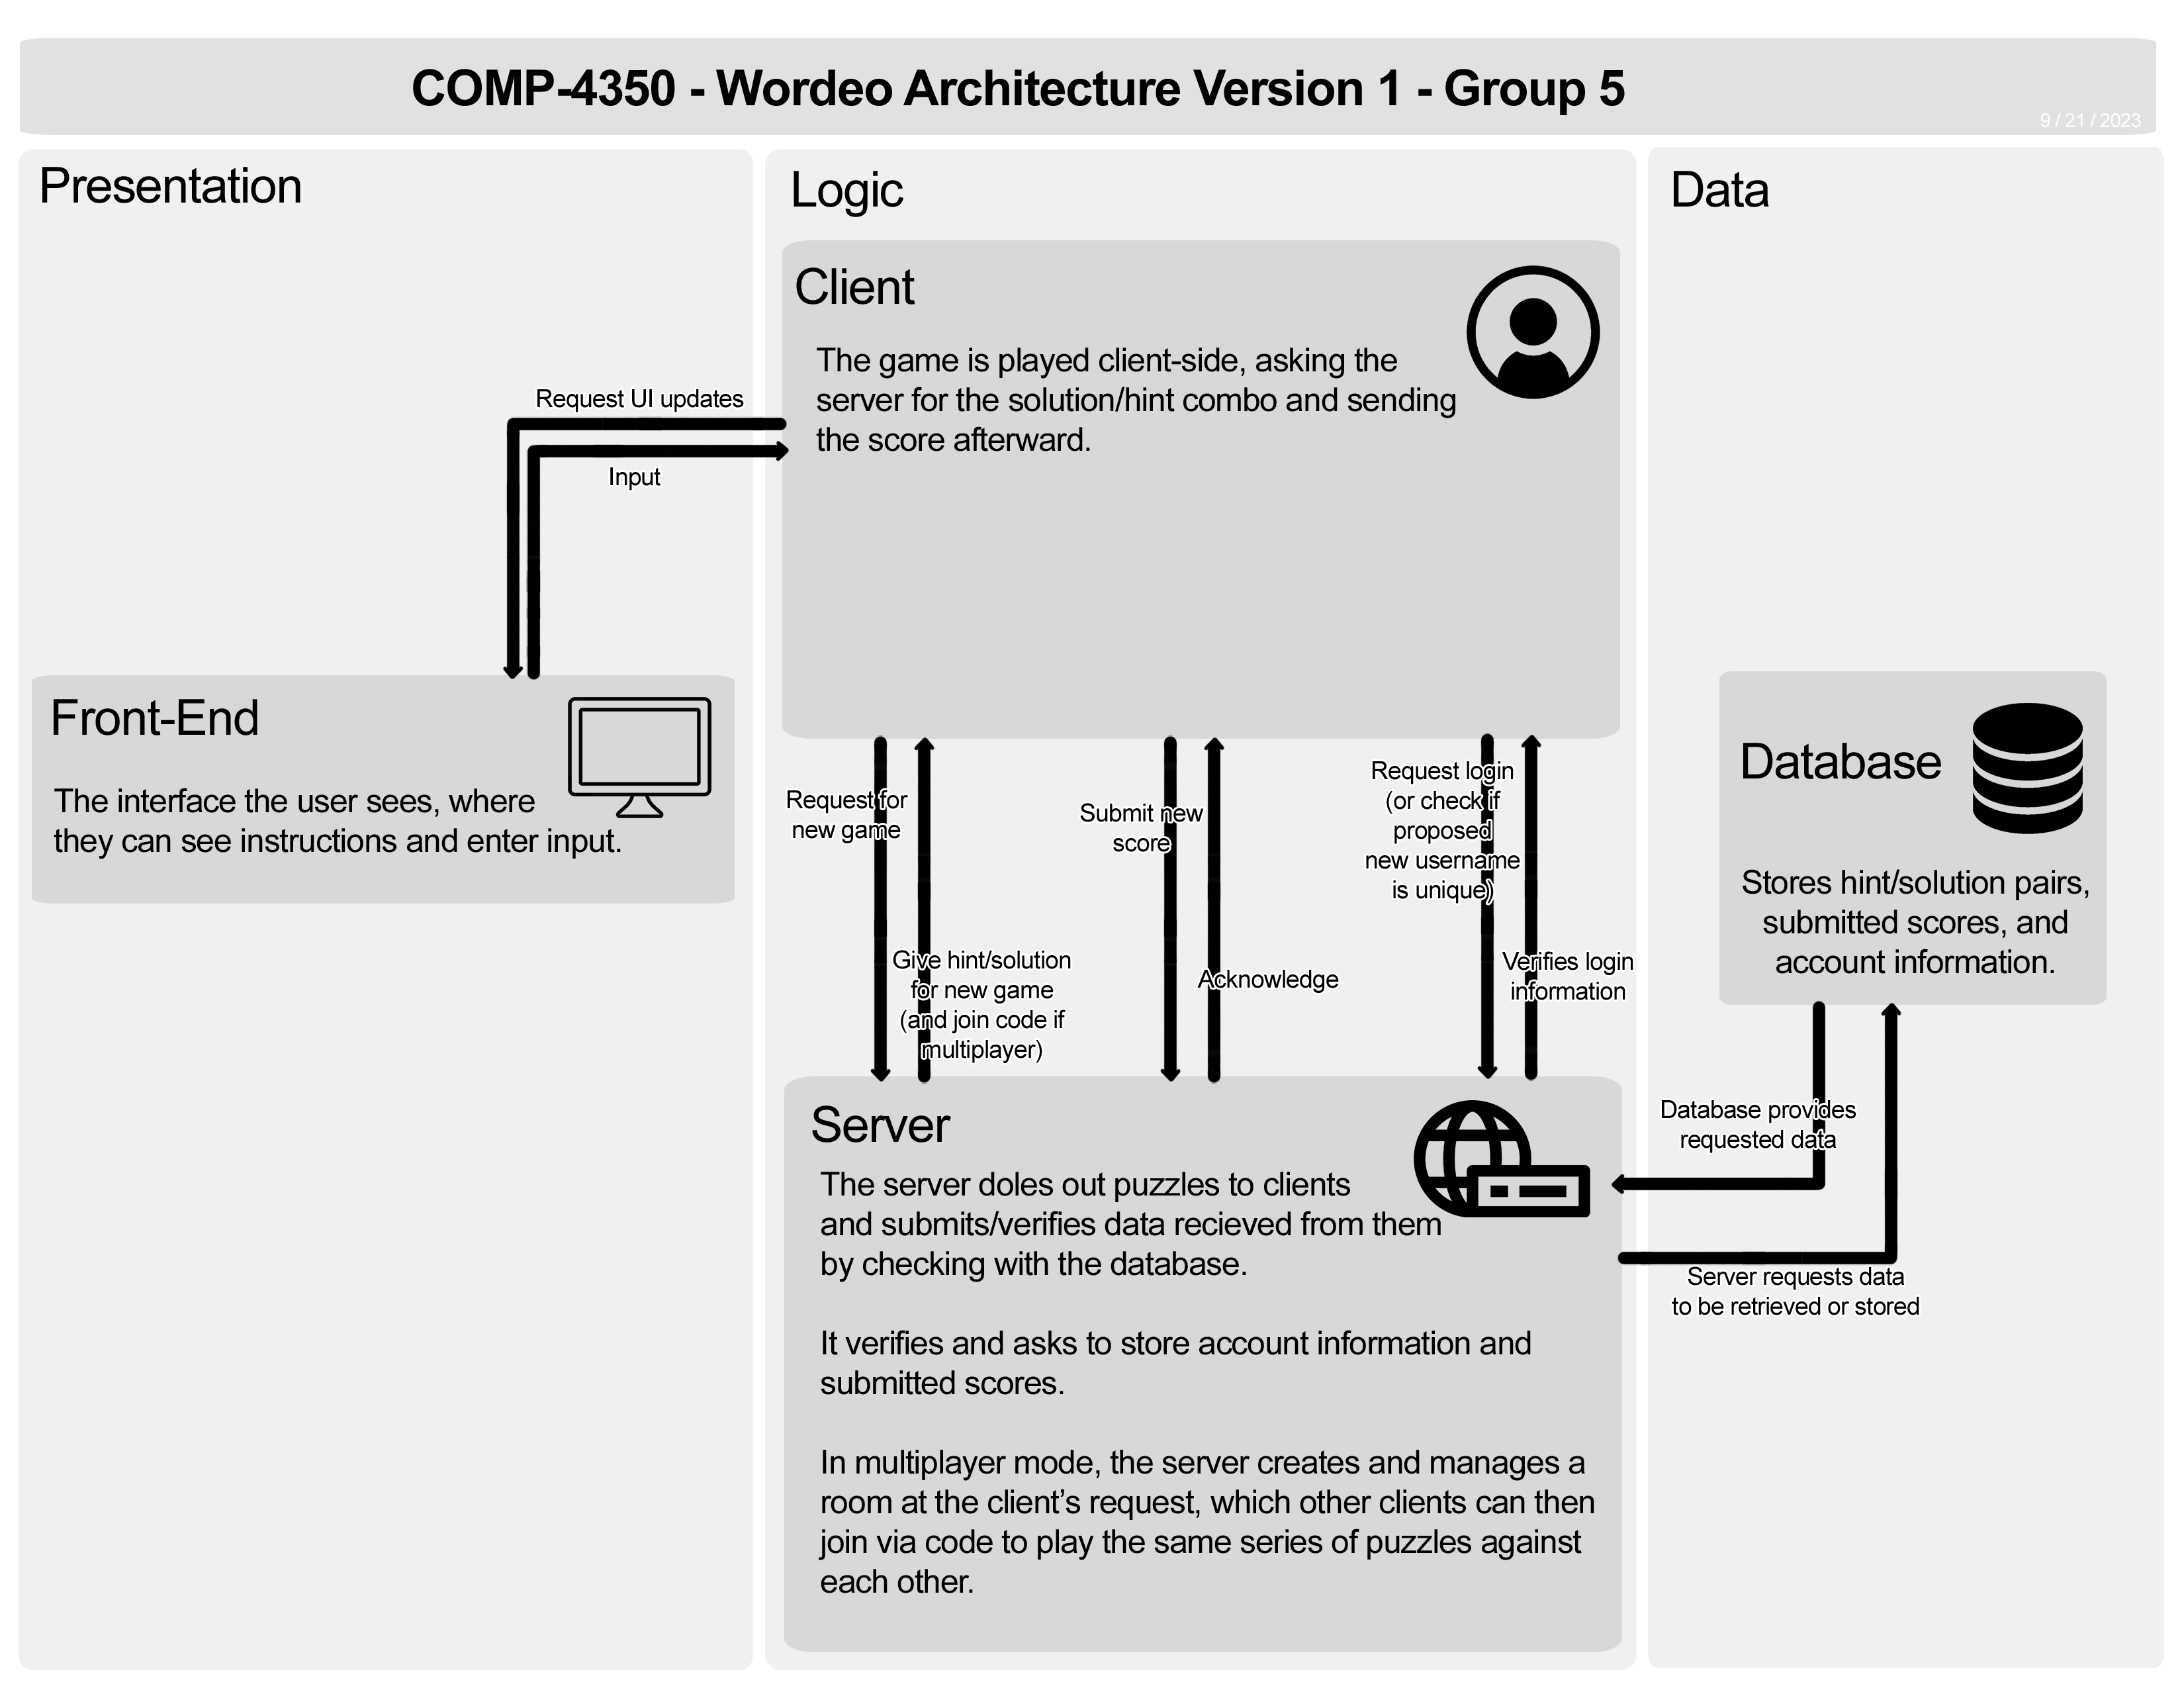 COMP-4350 - Wordeo Architecture Version 1 - Group 5
9 / 21 / 2023
Presentation
Request UI updates
Input
Front-End
The interface the user sees, where
they can see instructions and enter input.
Logic
Client
The game is played client-side, asking the
server for the solution/hint combo and sending
the score afterward.
Request for
new game
Give hint/solution
for new game
(and join code if
multiplayer)
Submit new
score
Acknowledge
Request login
(or check if
proposed
new username
is unique)
Verifies login
information
Server
The server doles out puzzles to clients
and submits/verifies data recieved from them
by checking with the database.
It verifies and asks to store account information and
submitted scores.
In multiplayer mode, the server creates and manages a
room at the client’s request, which other clients can then
join via code to play the same series of puzzles against
each other.
Data
Database
Stores hint/solution pairs,
submitted scores, and
account information.
Database provides
requested data
Server requests data
to be retrieved or stored